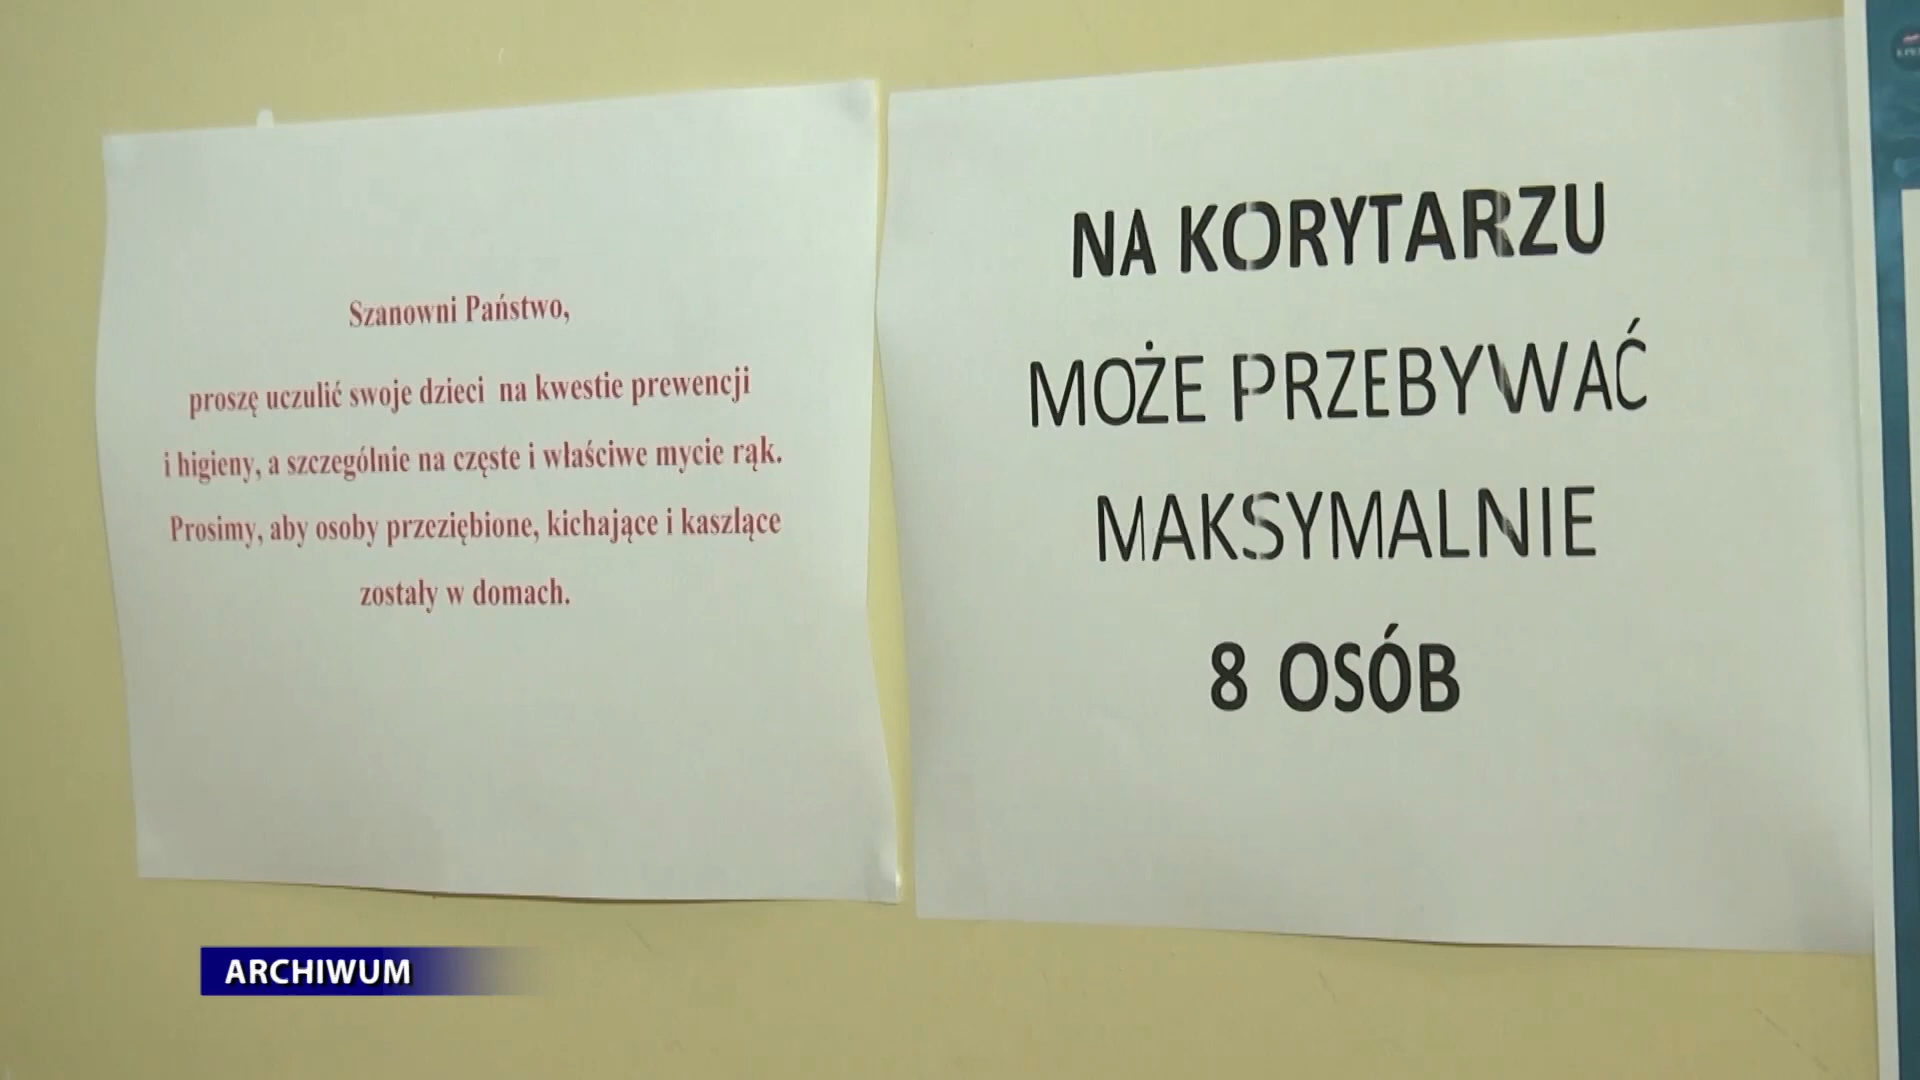 Szanowni Państwo,
proszę uczulić swoje dzieci na kwestie prewencji
i higieny, a szczególnie na częste i właściwe mycie rąk.
Prosimy, aby osoby przeziębione, kichające i kaszlące
zostały w domach.
NA KORYTARZU
MOŻE PRZEBYWAĆ
MAKSYMALNIE
8 OSÓB
ARCHIWUM